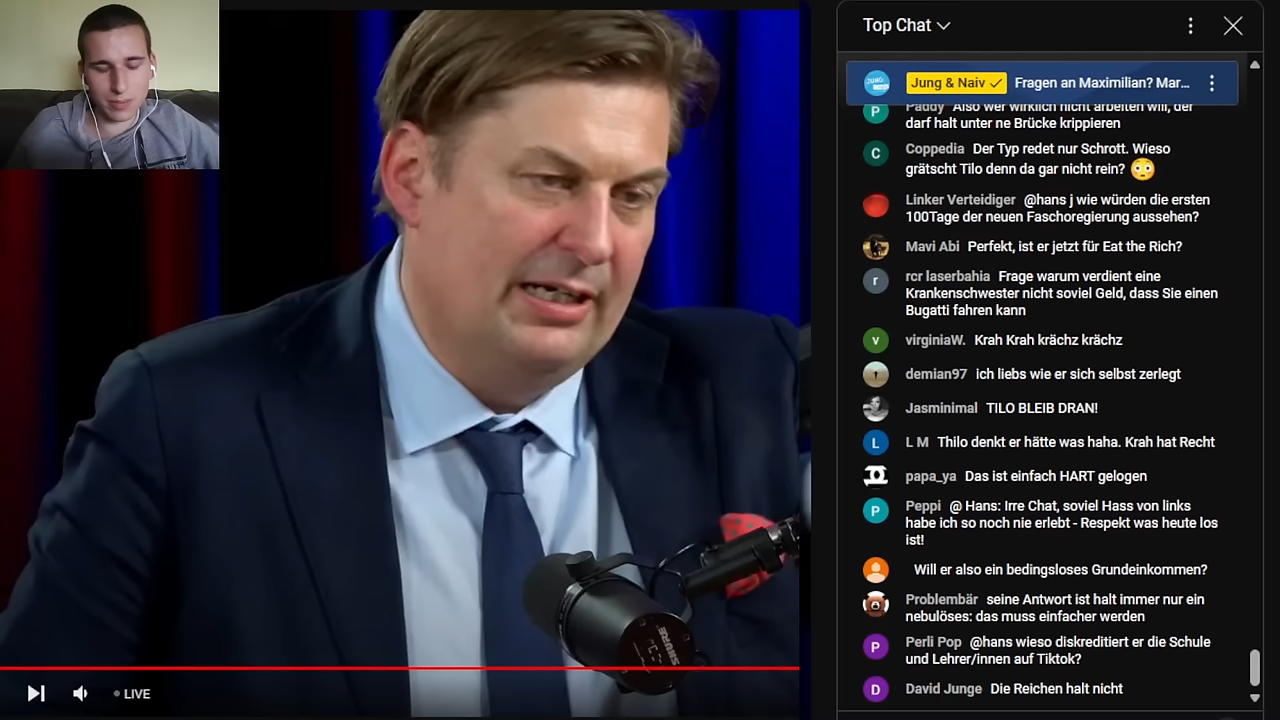 Top Chat
Jung & Naiv Fragen an Maximilian? Mar...
Paddy Also wer wirklich nicht arbeiten will, der
darf halt unter ne Brücke krippieren
Coppedia Der Typ redet nur Schrott. Wieso
grätscht Tilo denn da gar nicht rein?
Linker Verteidiger @hans j wie würden die ersten
100Tage der neuen Faschoregierung aussehen?
Mavi Abi Perfekt, ist er jetzt für Eat the Rich?
rcr laserbahia Frage warum verdient eine
Krankenschwester nicht soviel Geld, dass Sie einen
Bugatti fahren kann
virginiaW. Krah Krah krächz krächz
demian97 ich liebs wie er sich selbst zerlegt
Jasminimal TILO BLEIB DRAN!
L M Thilo denkt er hätte was haha. Krah hat Recht
papa_ya Das ist einfach HART gelogen
Peppi @ Hans: Irre Chat, soviel Hass von links
habe ich so noch nie erlebt - Respekt was heute los
ist!
Will er also ein bedingsloses Grundeinkommen?
Problembär seine Antwort ist halt immer nur ein
nebulöses: das muss einfacher werden
Perli Pop @hans wieso diskreditiert er die Schule
und Lehrer/innen auf Tiktok?
David Junge Die Reichen halt nicht
SHURE
LIVE